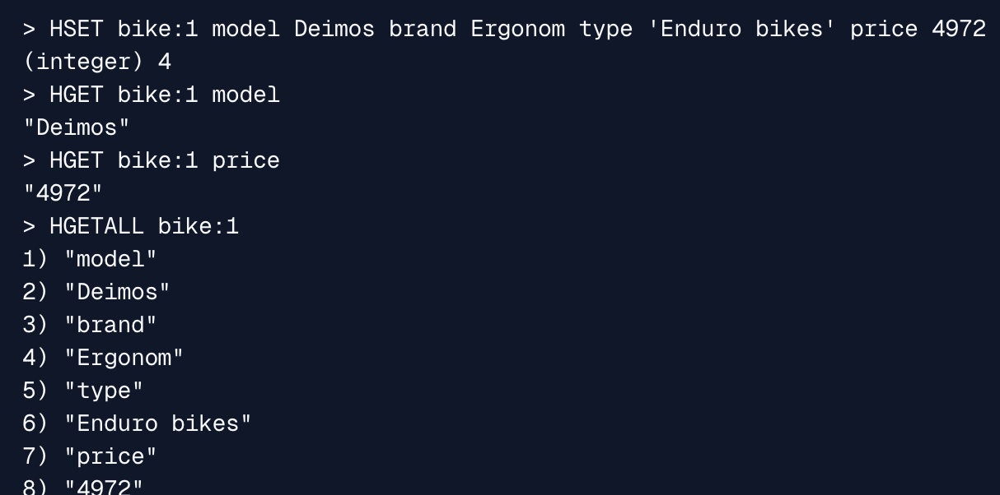 > HSET bike:1 model Deimos brand Ergonom type 'Enduro bikes' price 4972
(integer) 4
> HGET bike:1 model
"Deimos"
> HGET bike:1 price
"4972"
> HGETALL bike:1
1) "model"
2) "Deimos"
3) "brand"
4) "Ergonom"
5) "type"
6) "Enduro bikes"
7) "price"
8) "4972"